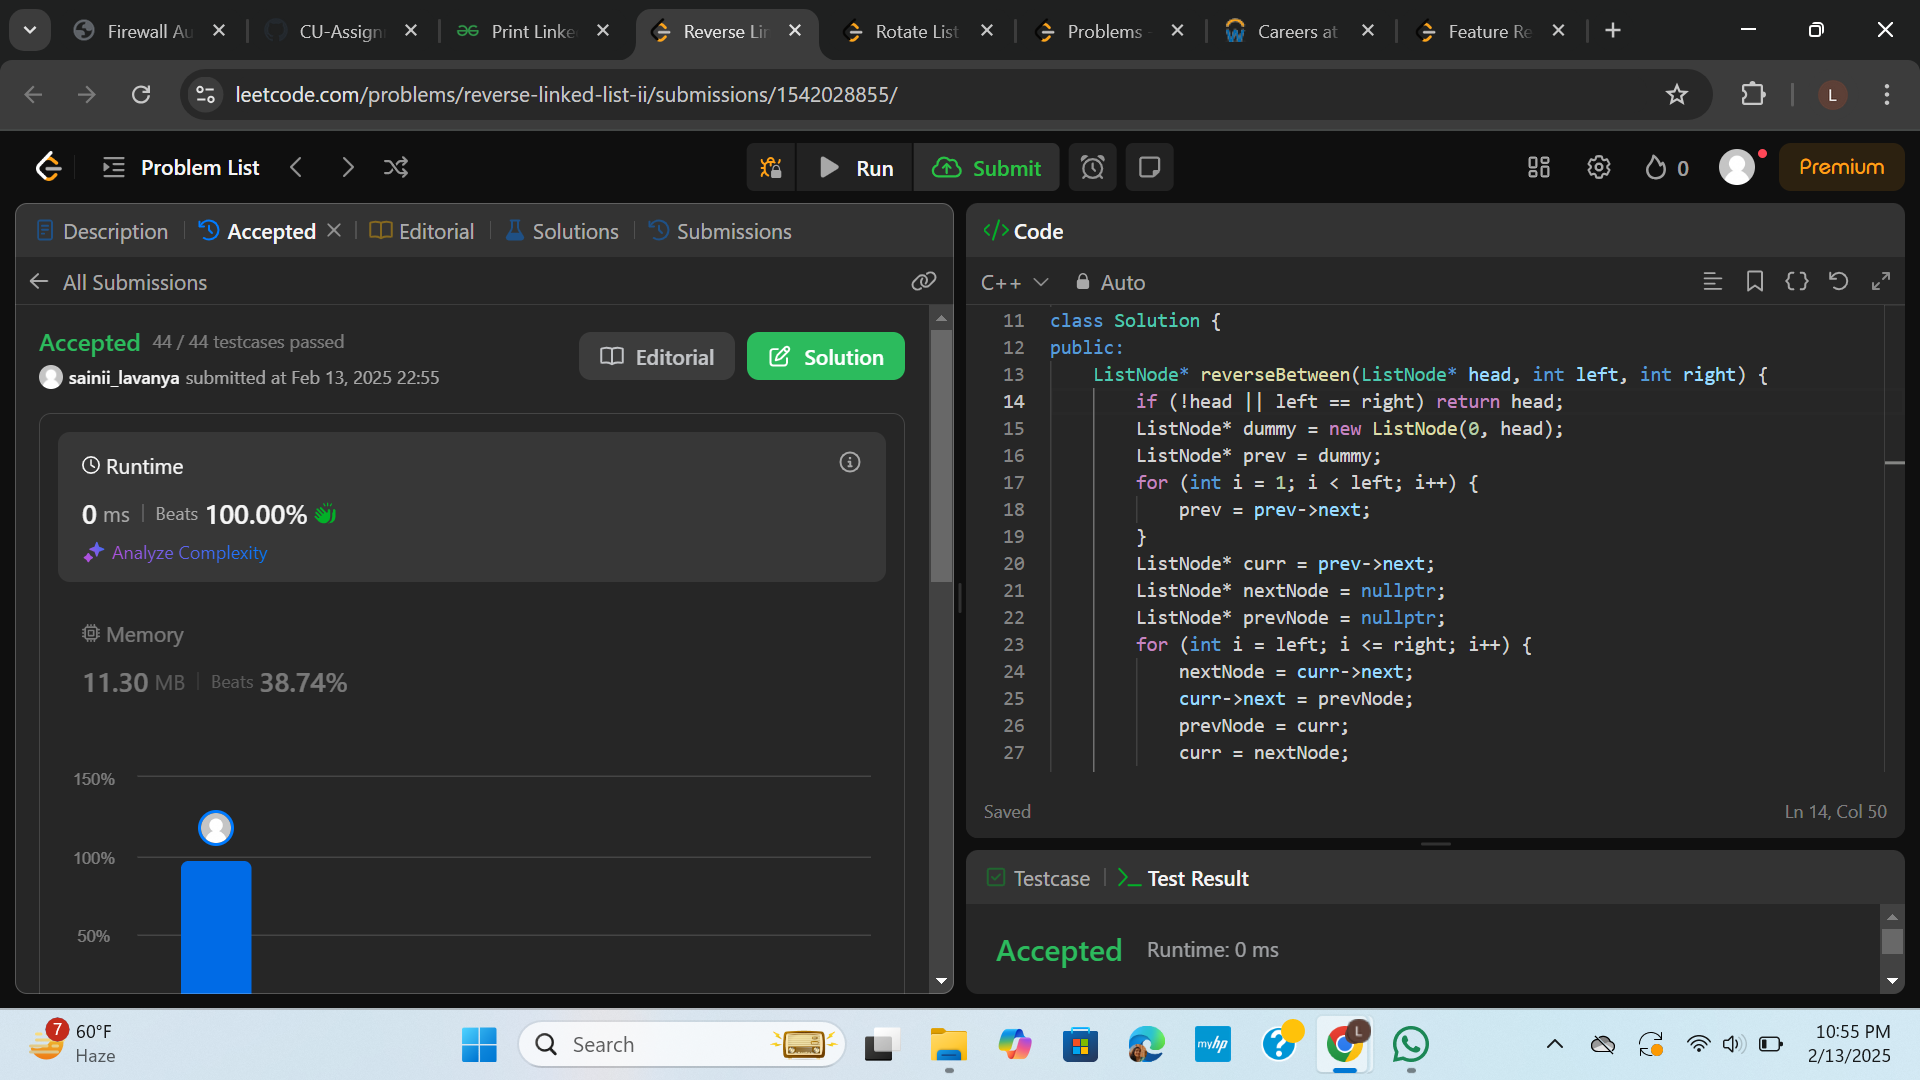 Firewall Au
CU-Assign
Print Linke
Reverse Lin
Rotate List
Problems -
Careers at
Feature Re
leetcode.com/problems/reverse-linked-list-ii/submissions/1542028855/
L
Problem List
Run
Submit
0
Premium
Description
Accepted
Editorial
Solutions
Submissions
All Submissions
Accepted 44 / 44 testcases passed
sainii_lavanya submitted at Feb 13, 2025 22:55
Editorial
Solution
Runtime
0 ms Beats 100.00%
Analyze Complexity
Memory
11.30 MB Beats 38.74%
150%
100%
50%
</> Code
C++
Auto
11 class Solution {
12 public:
13 ListNode* reverseBetween(ListNode* head, int left, int right) {
14 if (!head || left == right) return head;
15 ListNode* dummy = new ListNode(0, head);
16 ListNode* prev = dummy;
17 for (int i = 1; i < left; i++) {
18 prev = prev->next;
19 }
20 ListNode* curr = prev->next;
21 ListNode* nextNode = nullptr;
22 ListNode* prevNode = nullptr;
23 for (int i = left; i <= right; i++) {
24 nextNode = curr->next;
25 curr->next = prevNode;
26 prevNode = curr;
27 curr = nextNode;
Saved
Ln 14, Col 50
Testcase
Test Result
Accepted Runtime: 0 ms
7
60°F
Haze
Search
myhp
L
10:55 PM
2/13/2025